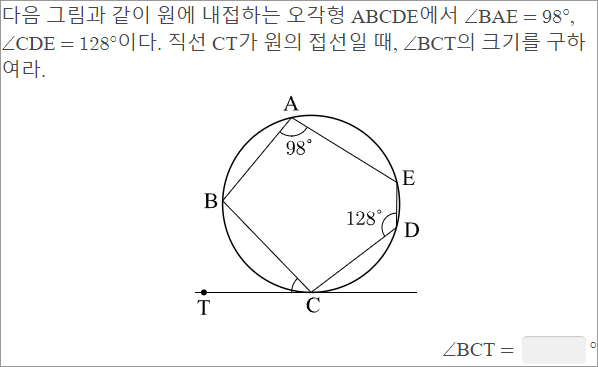 다음 그림과 같이 원에 내접하는 오각형 ABCDE에서 ∠BAE = 98°,
∠CDE = 128°이다. 직선 CT가 원의 접선일 때, ∠BCT의 크기를 구하
여라.
A
98°
E
B
128°
D
T
C
∠BCT = °